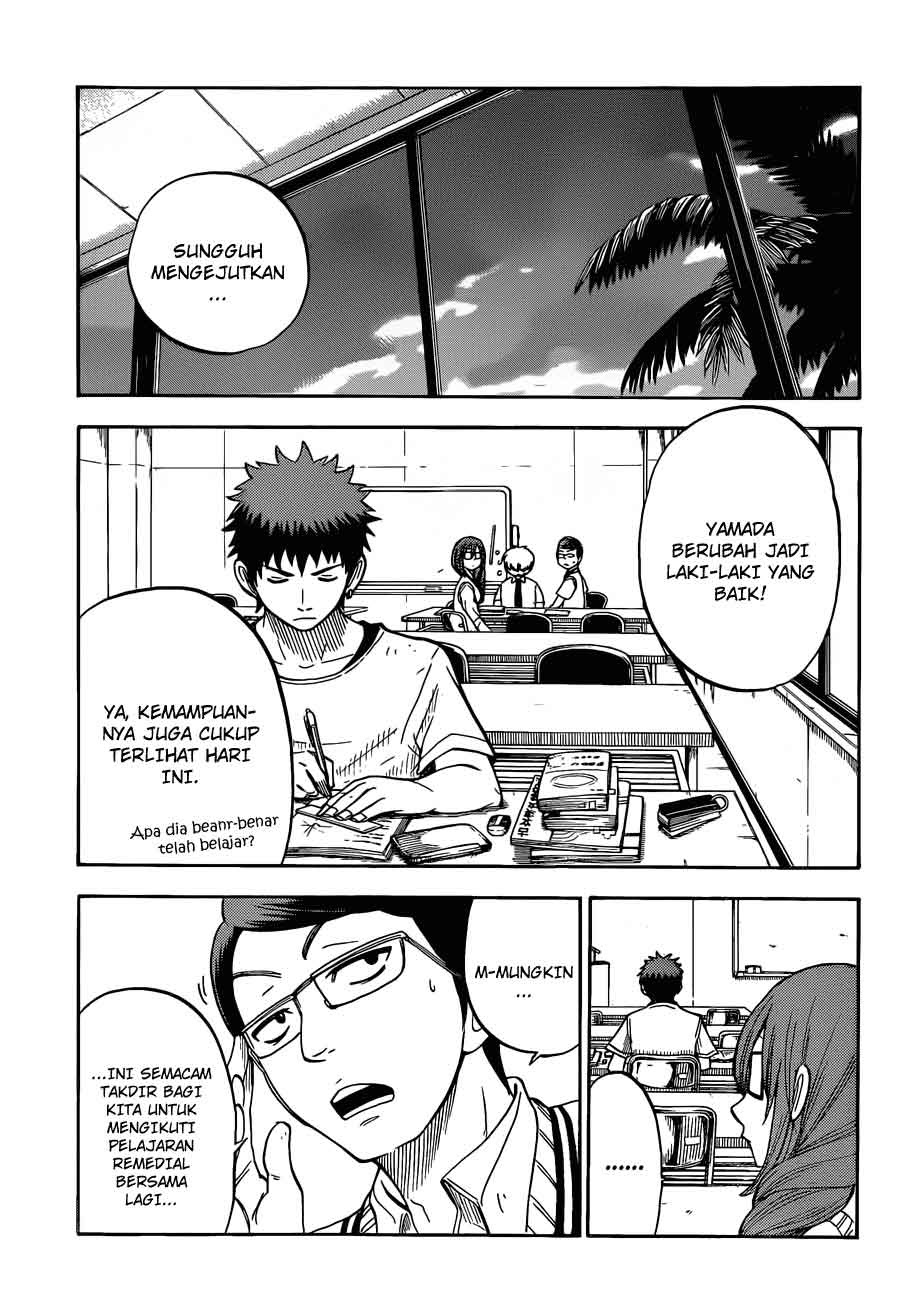 SUNGGUH
MENGEJUTKAN
...
YAMADA
BERUBAH JADI
LAKI-LAKI YANG
BAIK!
YA, KEMAMPUAN-
NYA JUGA CUKUP
TERLIHAT HARI
INI.
Apa dia beanr-benar
telah belajar?
.......
M-MUNGKIN
...
...INI SEMACAM
TAKDIR BAGI
KITA UNTUK
MENGIKUTI
PELAJARAN
REMEDIAL
BERSAMA
LAGI...